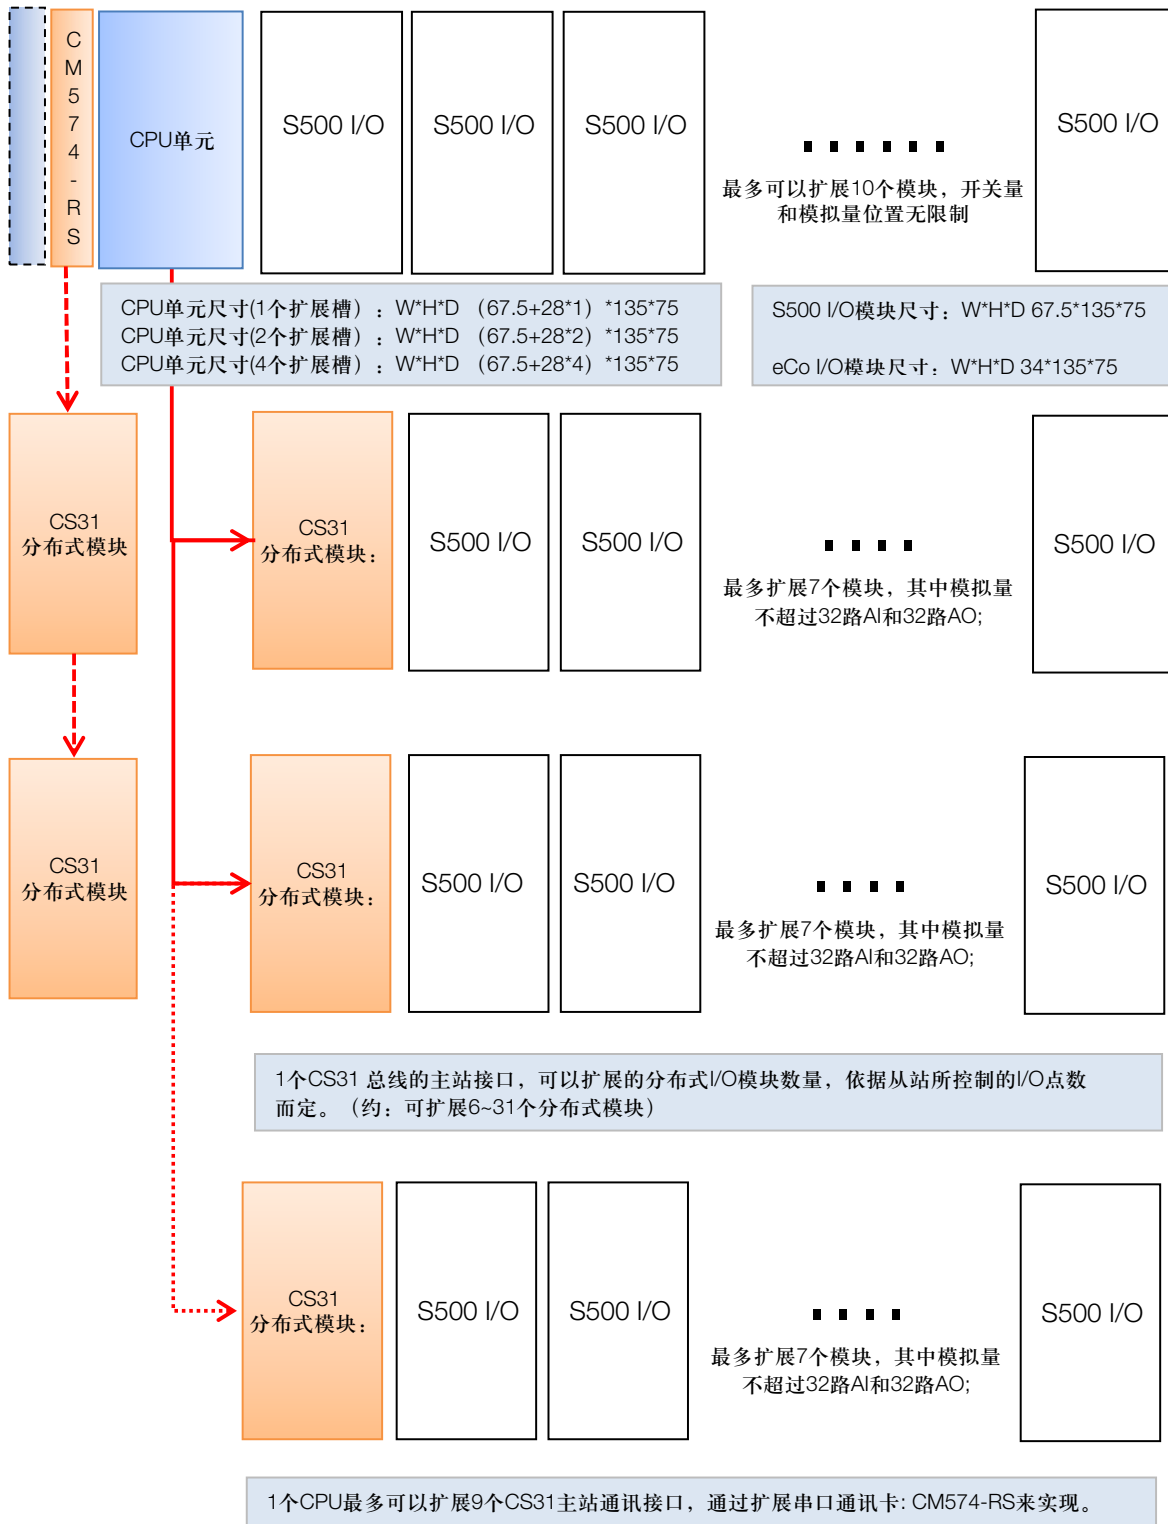 C
M
5
7
4
-
R
S
CPU单元
S500 I/O
S500 I/O
S500 I/O
S500 I/O
最多可以扩展10个模块，开关量
和模拟量位置无限制
CPU单元尺寸(1个扩展槽）：W*H*D （67.5+28*1）*135*75
CPU单元尺寸(2个扩展槽）：W*H*D （67.5+28*2）*135*75
CPU单元尺寸(4个扩展槽）：W*H*D （67.5+28*4）*135*75
S500 I/O模块尺寸：W*H*D 67.5*135*75
eCo I/O模块尺寸：W*H*D 34*135*75
CS31
分布式模块
CS31
分布式模块：
S500 I/O
S500 I/O
S500 I/O
最多扩展7个模块，其中模拟量
不超过32路AI和32路AO;
CS31
分布式模块
CS31
分布式模块：
S500 I/O
S500 I/O
S500 I/O
最多扩展7个模块，其中模拟量
不超过32路AI和32路AO;
1个CS31 总线的主站接口，可以扩展的分布式I/O模块数量，依据从站所控制的I/O点数
而定。（约：可扩展6~31个分布式模块）
CS31
分布式模块：
S500 I/O
S500 I/O
S500 I/O
最多扩展7个模块，其中模拟量
不超过32路AI和32路AO;
1个CPU最多可以扩展9个CS31主站通讯接口，通过扩展串口通讯卡: CM574-RS来实现。